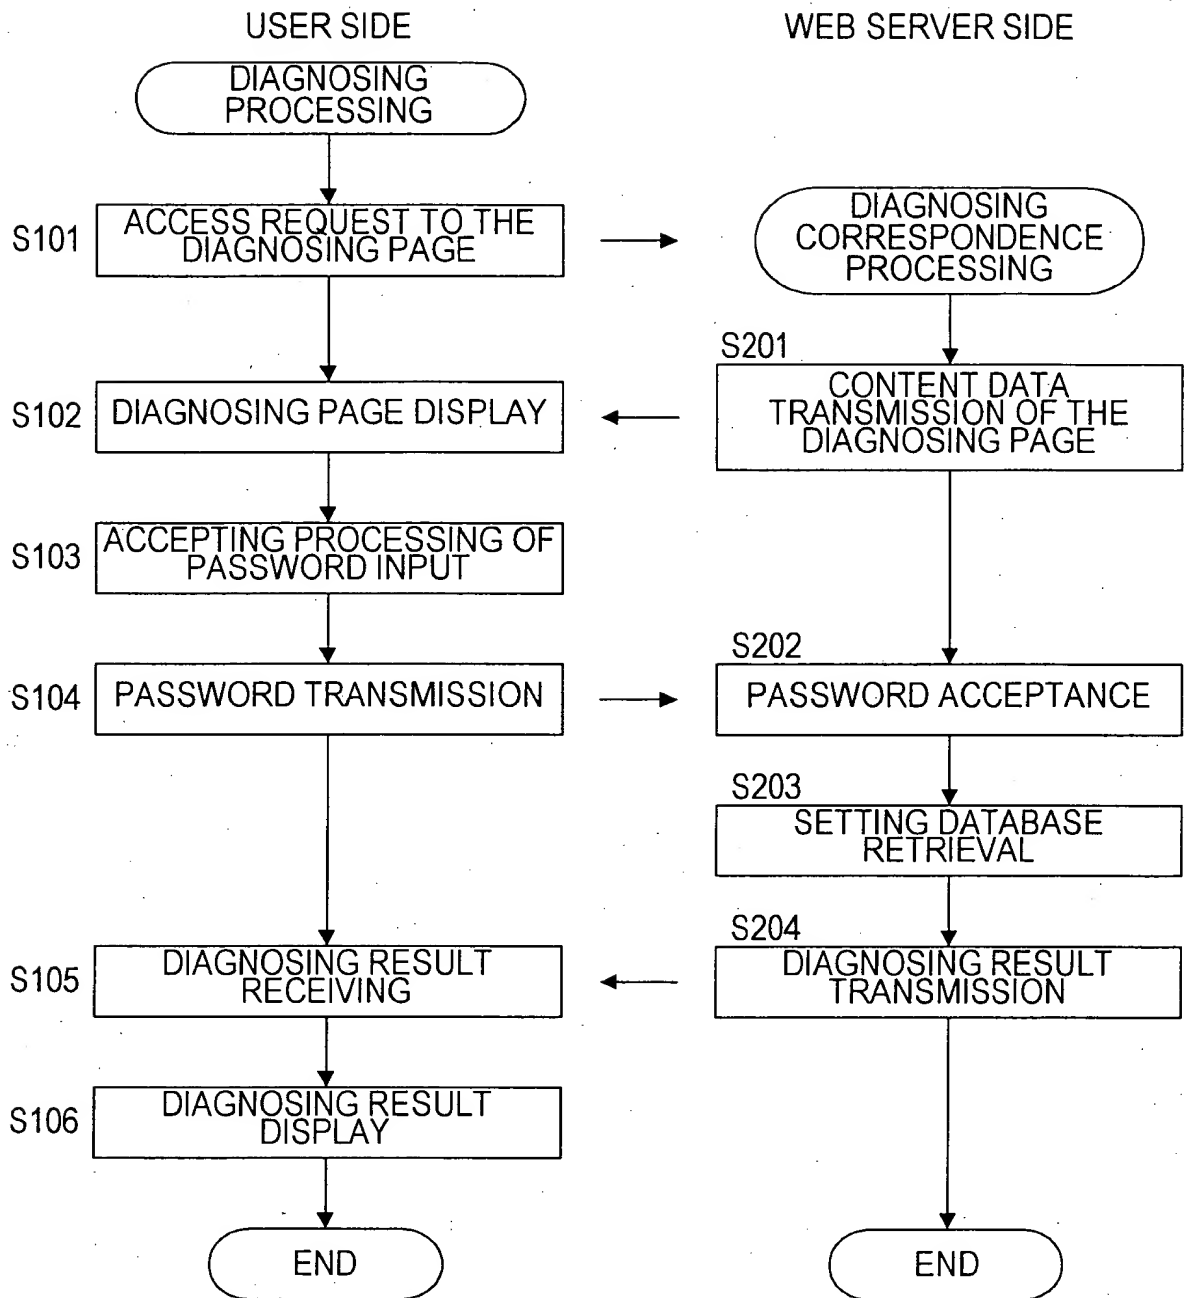 USER SIDE
WEB SERVER SIDE
DIAGNOSING
PROCESSING
S101
ACCESS REQUEST TO THE
DIAGNOSING PAGE
DIAGNOSING
CORRESPONDENCE
PROCESSING
S201
CONTENT DATA
TRANSMISSION OF THE
DIAGNOSING PAGE
S102
DIAGNOSING PAGE DISPLAY
S103
ACCEPTING PROCESSING OF
PASSWORD INPUT
S104
PASSWORD TRANSMISSION
S202
PASSWORD ACCEPTANCE
S203
SETTING DATABASE
RETRIEVAL
S204
DIAGNOSING RESULT
TRANSMISSION
S105
DIAGNOSING RESULT
RECEIVING
S106
DIAGNOSING RESULT
DISPLAY
END
END